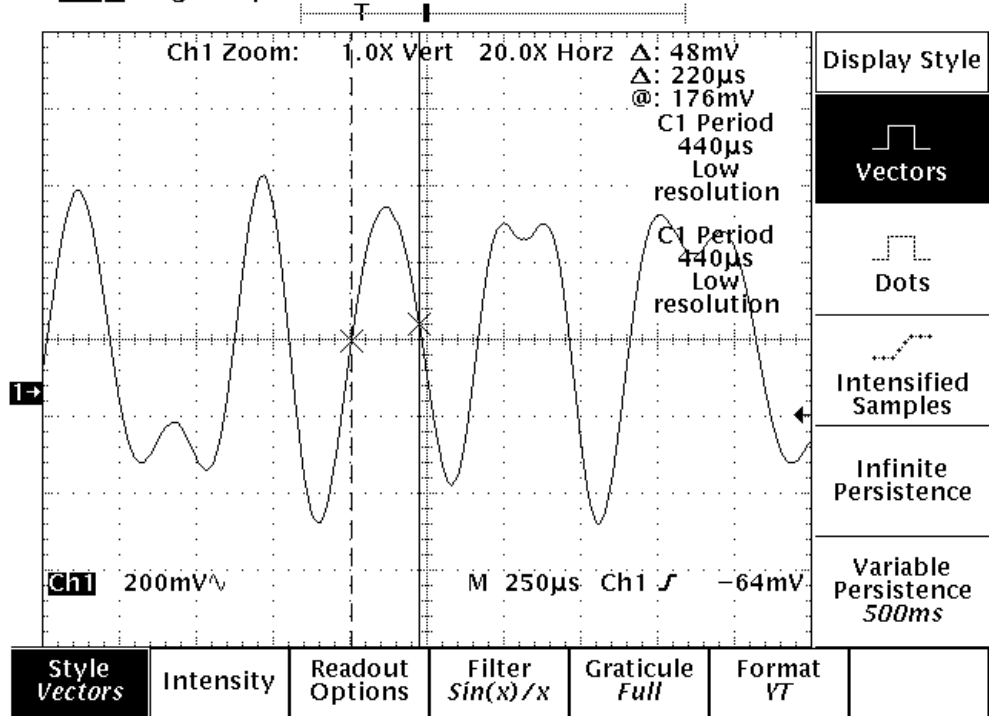 T
Ch1 Zoom: 1.0X Vert 20.0X Horz
Δ: 48mV
Δ: 220µs
@: 176mV
C1 Period
440µs
Low
resolution
C1 Period
440µs
Low
resolution
1→
Ch1 200mV∿ M 250µs Ch1 ƒ −64mV
Display Style
Vectors
Dots
Intensified
Samples
Infinite
Persistence
Variable
Persistence
500ms
Style
Vectors
Intensity
Readout
Options
Filter
Sin(x)/x
Graticule
Full
Format
YT